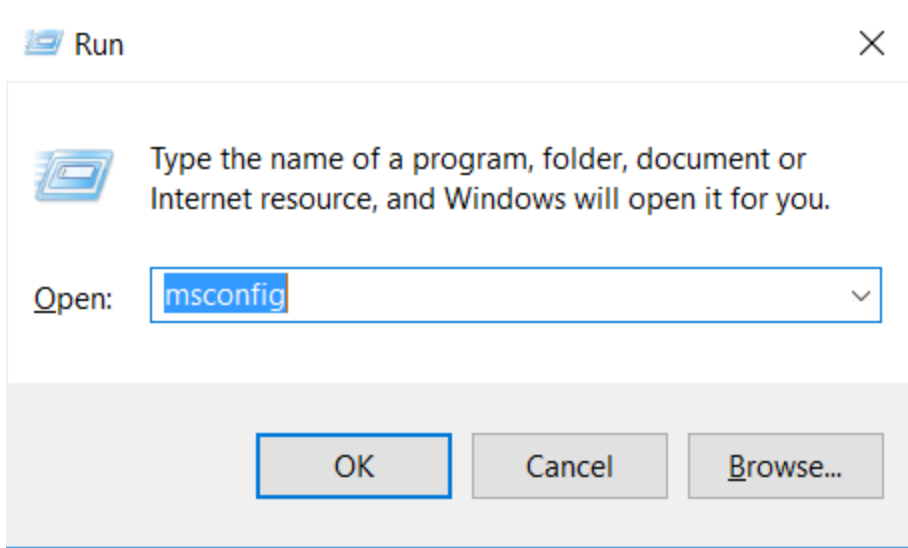 Run
Type the name of a program, folder, document or
Internet resource, and Windows will open it for you.
Open: msconfig
OK Cancel Browse...